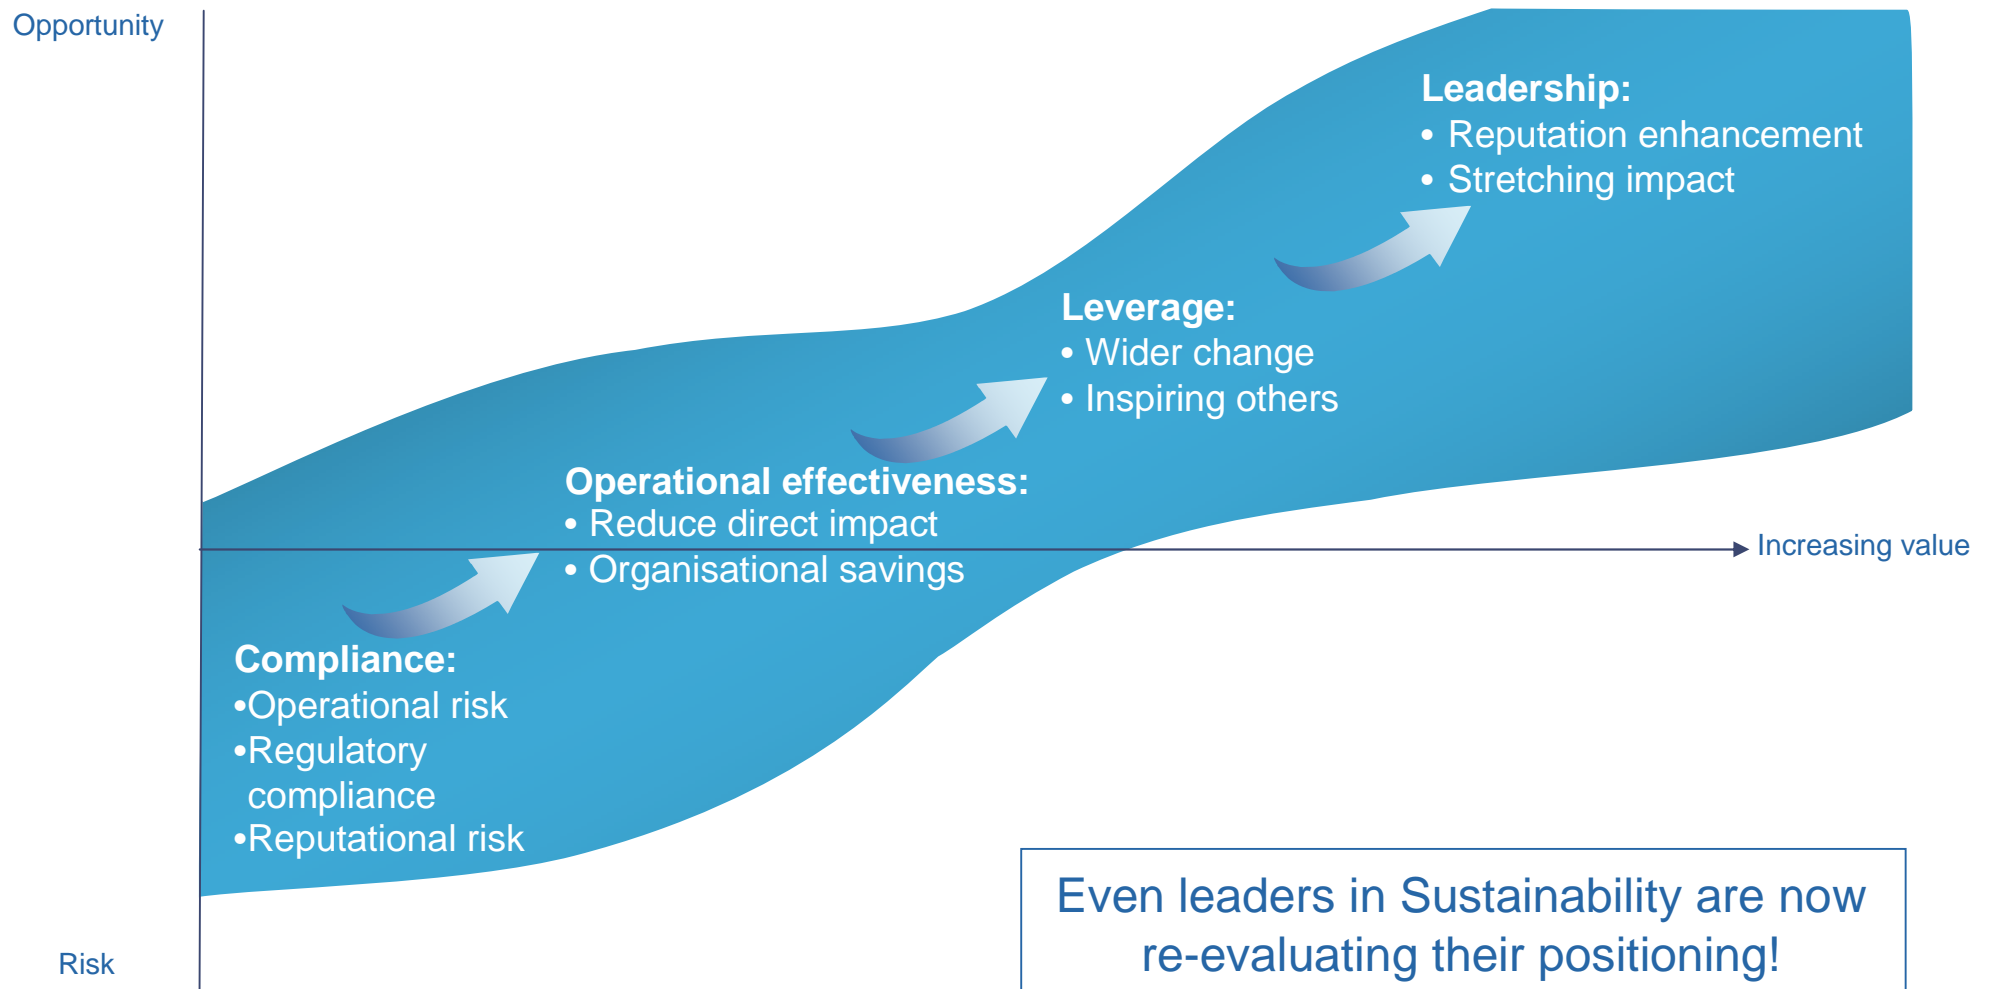 Opportunity
Leadership:
• Reputation enhancement
• Stretching impact
Leverage:
• Wider change
• Inspiring others
Operational effectiveness:
• Reduce direct impact
• Organisational savings
Increasing value
Compliance:
•Operational risk
•Regulatory
compliance
•Reputational risk
Even leaders in Sustainability are now
re-evaluating their positioning!
Risk